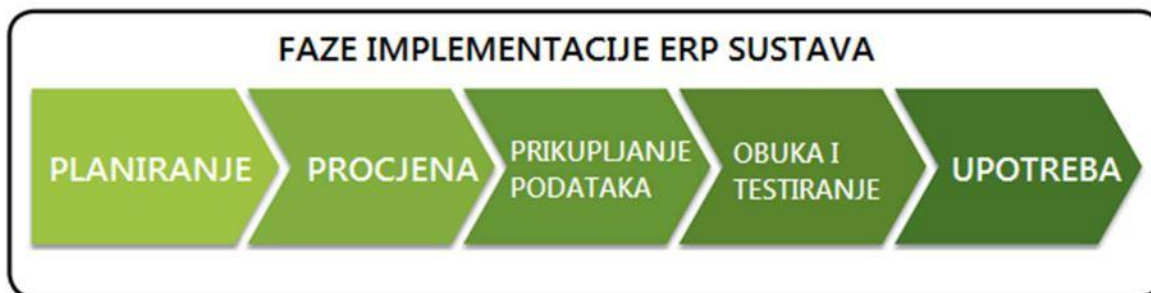 FAZE IMPLEMENTACIJE ERP SUSTAVA
PLANIRANJE
PROCJENA
PRIKUPLJANJE
PODATAKA
OBUKA I
TESTIRANJE
UPOTREBA